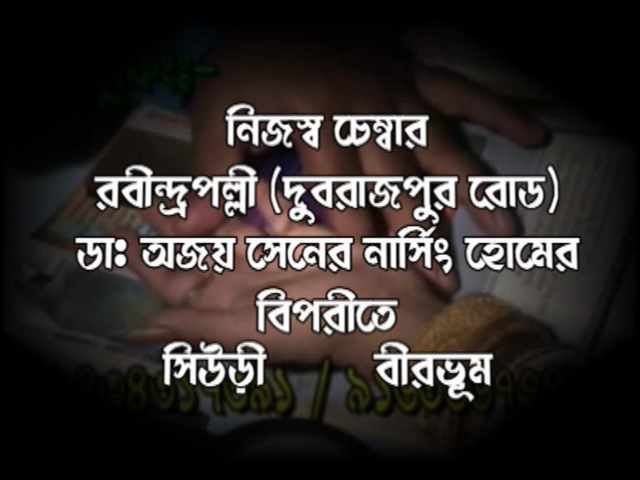 নিজস্ব চেম্বার
রবীন্দ্রপল্লী (দুবরাজপুর রোড)
ডাঃ অজয় সেনের নার্সিং হোমের
বিপরীতে
সিউড়ী বীরভূম